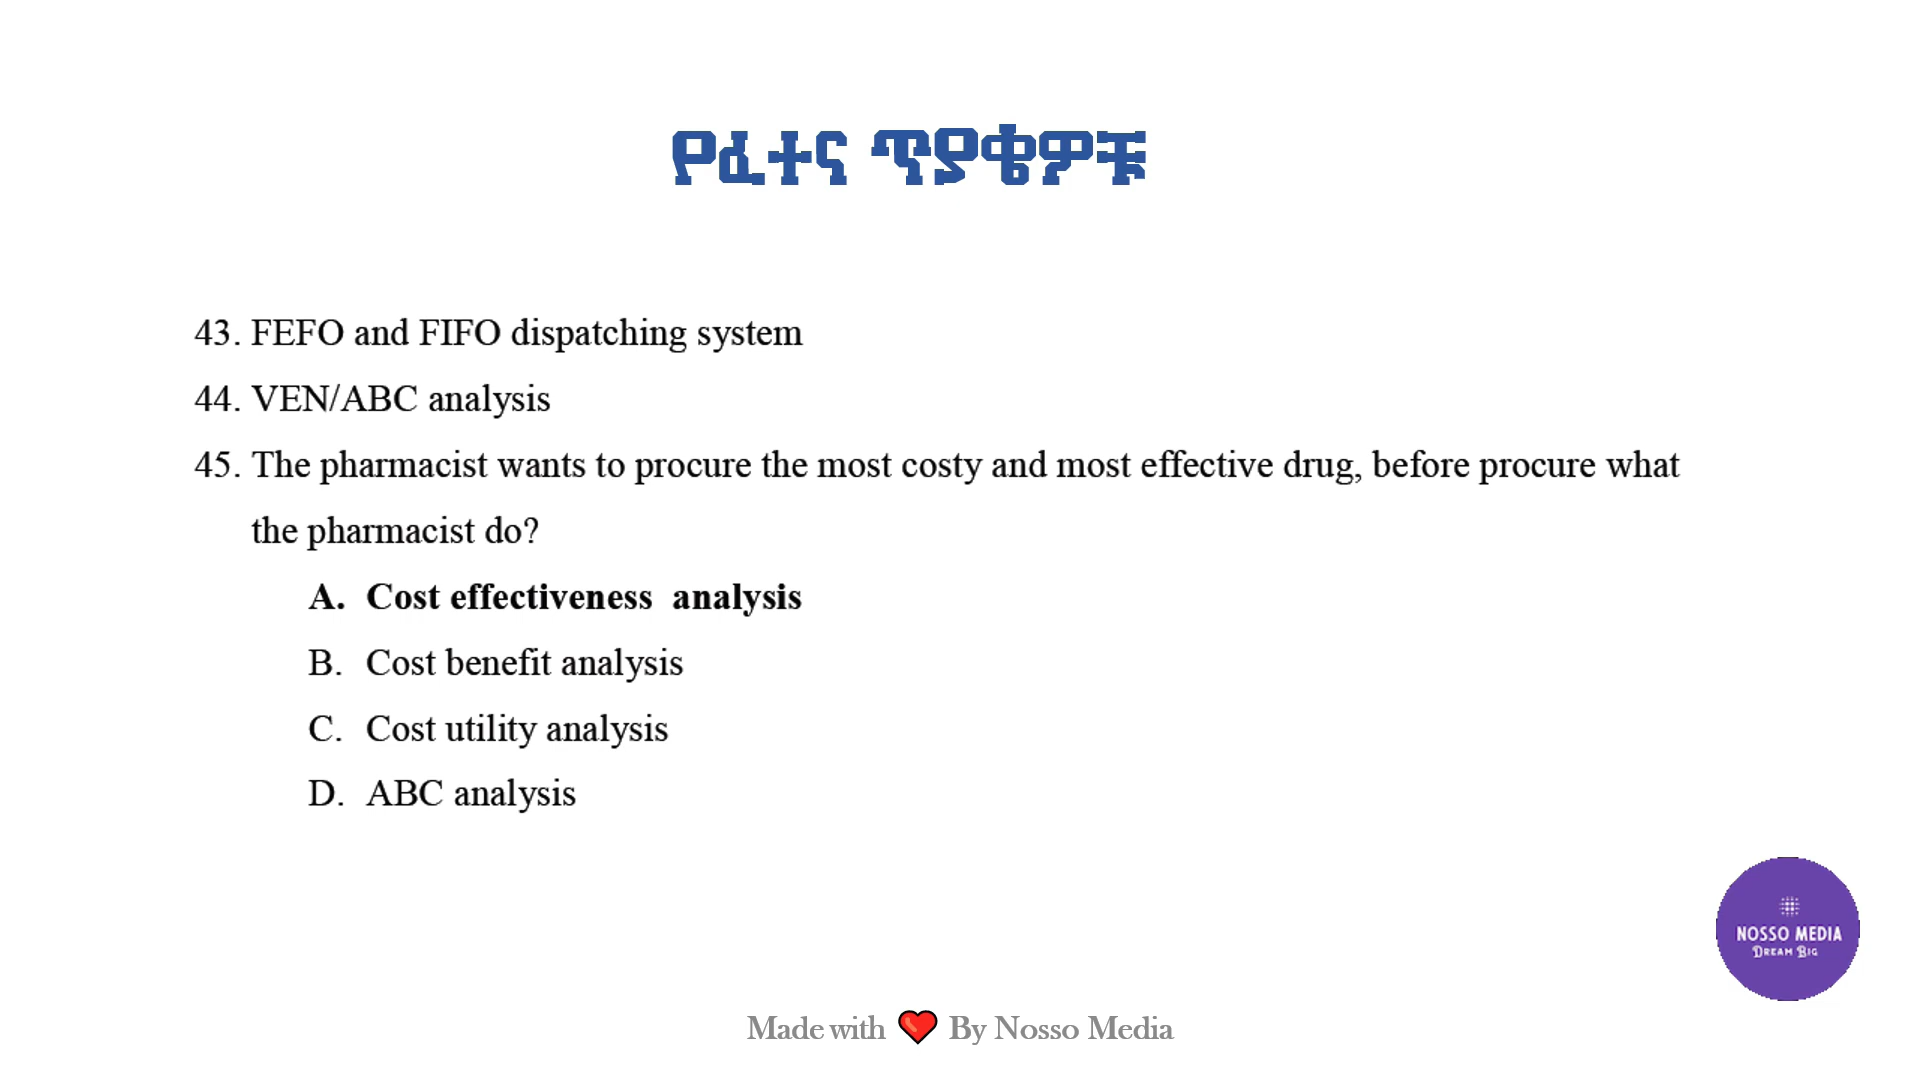 የፈተና ጥያቄዎቹ
43. FEFO and FIFO dispatching system
44. VEN/ABC analysis
45. The pharmacist wants to procure the most costy and most effective drug, before procure what
the pharmacist do?
A. Cost effectiveness analysis
B. Cost benefit analysis
C. Cost utility analysis
D. ABC analysis
NOSSO MEDIA
DREAM BIG
Made with ❤ By Nosso Media